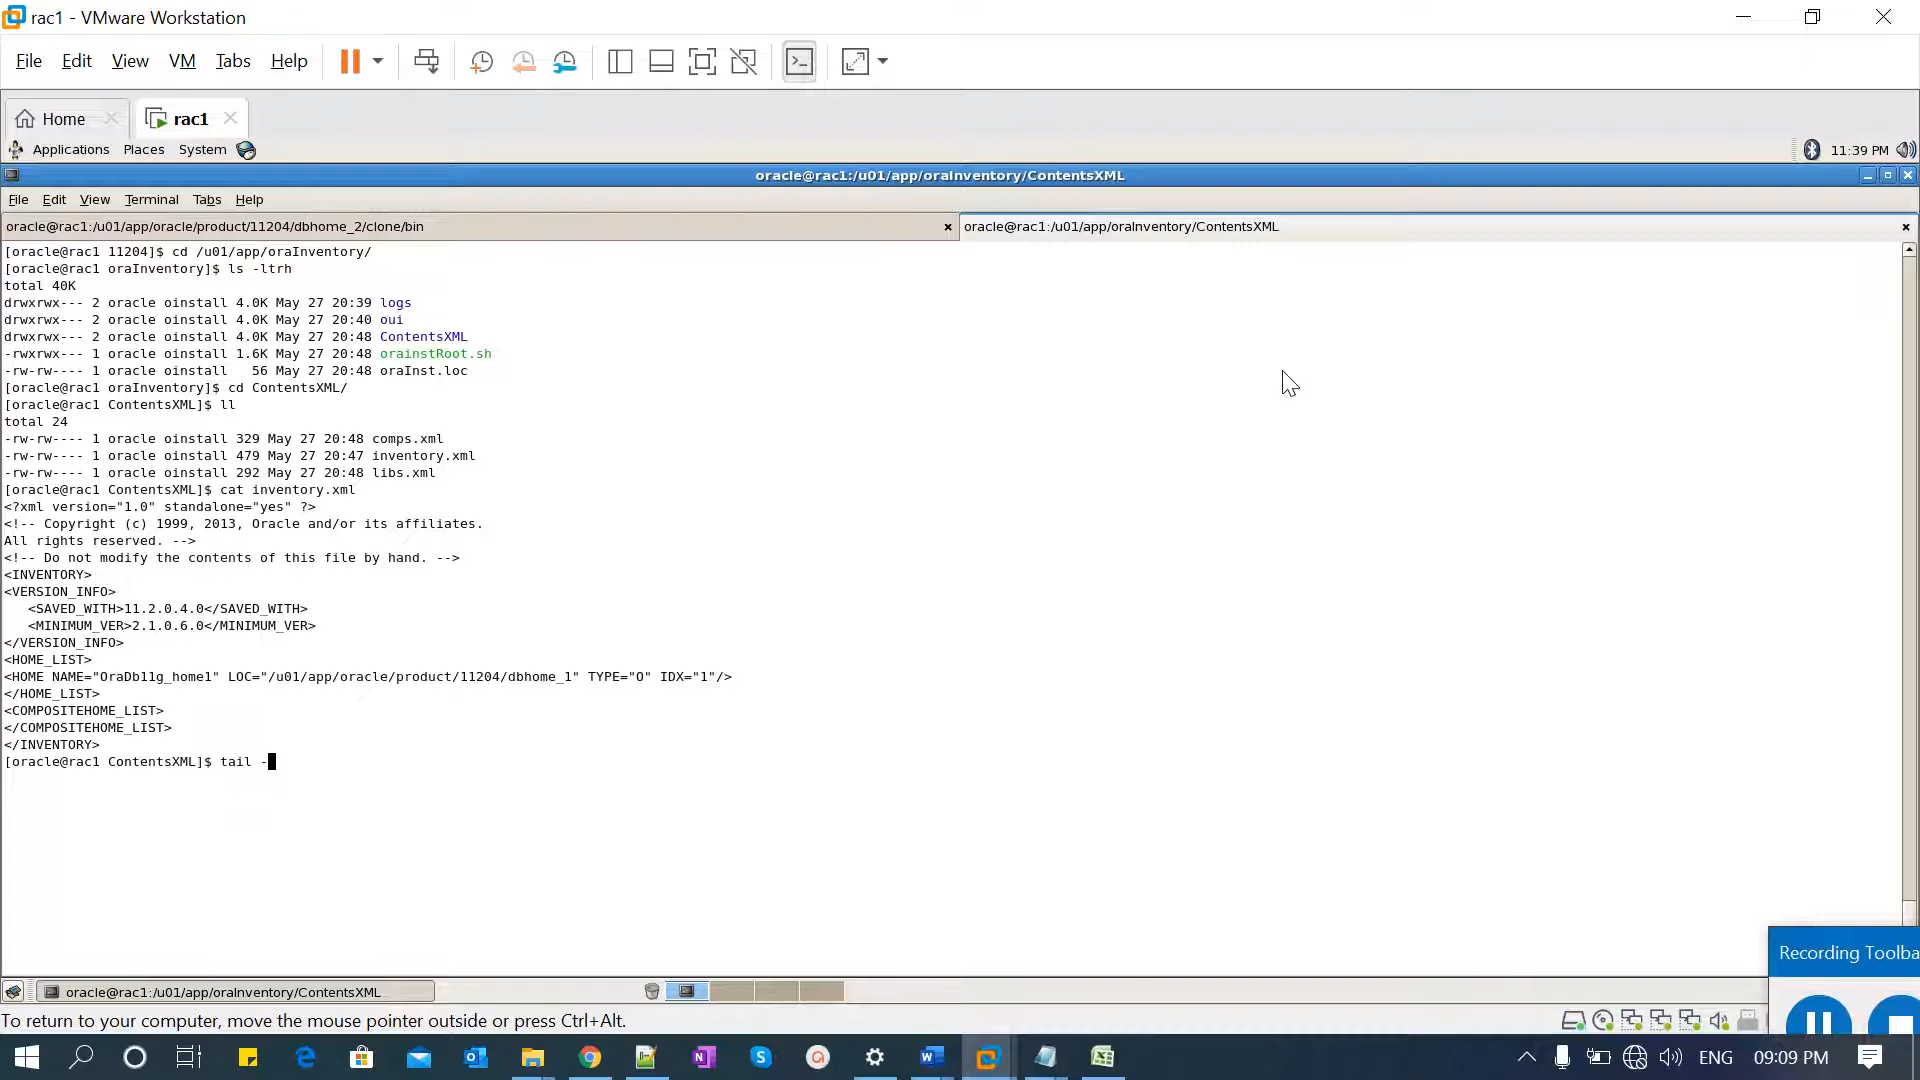 rac1 - VMware Workstation
File Edit View VM Tabs Help
Home rac1
Applications Places System 11:39 PM
oracle@rac1:/u01/app/oraInventory/ContentsXML
File Edit View Terminal Tabs Help
oracle@rac1:/u01/app/oracle/product/11204/dbhome_2/clone/bin oracle@rac1:/u01/app/oraInventory/ContentsXML
[oracle@rac1 11204]$ cd /u01/app/oraInventory/
[oracle@rac1 oraInventory]$ ls -ltrh
total 40K
drwxrwx--- 2 oracle oinstall 4.0K May 27 20:39 logs
drwxrwx--- 2 oracle oinstall 4.0K May 27 20:40 oui
drwxrwx--- 2 oracle oinstall 4.0K May 27 20:48 ContentsXML
-rwxrwx--- 1 oracle oinstall 1.6K May 27 20:48 orainstRoot.sh
-rw-rw---- 1 oracle oinstall   56 May 27 20:48 oraInst.loc
[oracle@rac1 oraInventory]$ cd ContentsXML/
[oracle@rac1 ContentsXML]$ ll
total 24
-rw-rw---- 1 oracle oinstall 329 May 27 20:48 comps.xml
-rw-rw---- 1 oracle oinstall 479 May 27 20:47 inventory.xml
-rw-rw---- 1 oracle oinstall 292 May 27 20:48 libs.xml
[oracle@rac1 ContentsXML]$ cat inventory.xml
<?xml version="1.0" standalone="yes" ?>
<!-- Copyright (c) 1999, 2013, Oracle and/or its affiliates.
All rights reserved. -->
<!-- Do not modify the contents of this file by hand. -->
<INVENTORY>
<VERSION_INFO>
   <SAVED_WITH>11.2.0.4.0</SAVED_WITH>
   <MINIMUM_VER>2.1.0.6.0</MINIMUM_VER>
</VERSION_INFO>
<HOME_LIST>
<HOME NAME="OraDb11g_home1" LOC="/u01/app/oracle/product/11204/dbhome_1" TYPE="O" IDX="1"/>
</HOME_LIST>
<COMPOSITEHOME_LIST>
</COMPOSITEHOME_LIST>
</INVENTORY>
[oracle@rac1 ContentsXML]$ tail -
Recording Toolba
oracle@rac1:/u01/app/oraInventory/ContentsXML
To return to your computer, move the mouse pointer outside or press Ctrl+Alt.
ENG 09:09 PM